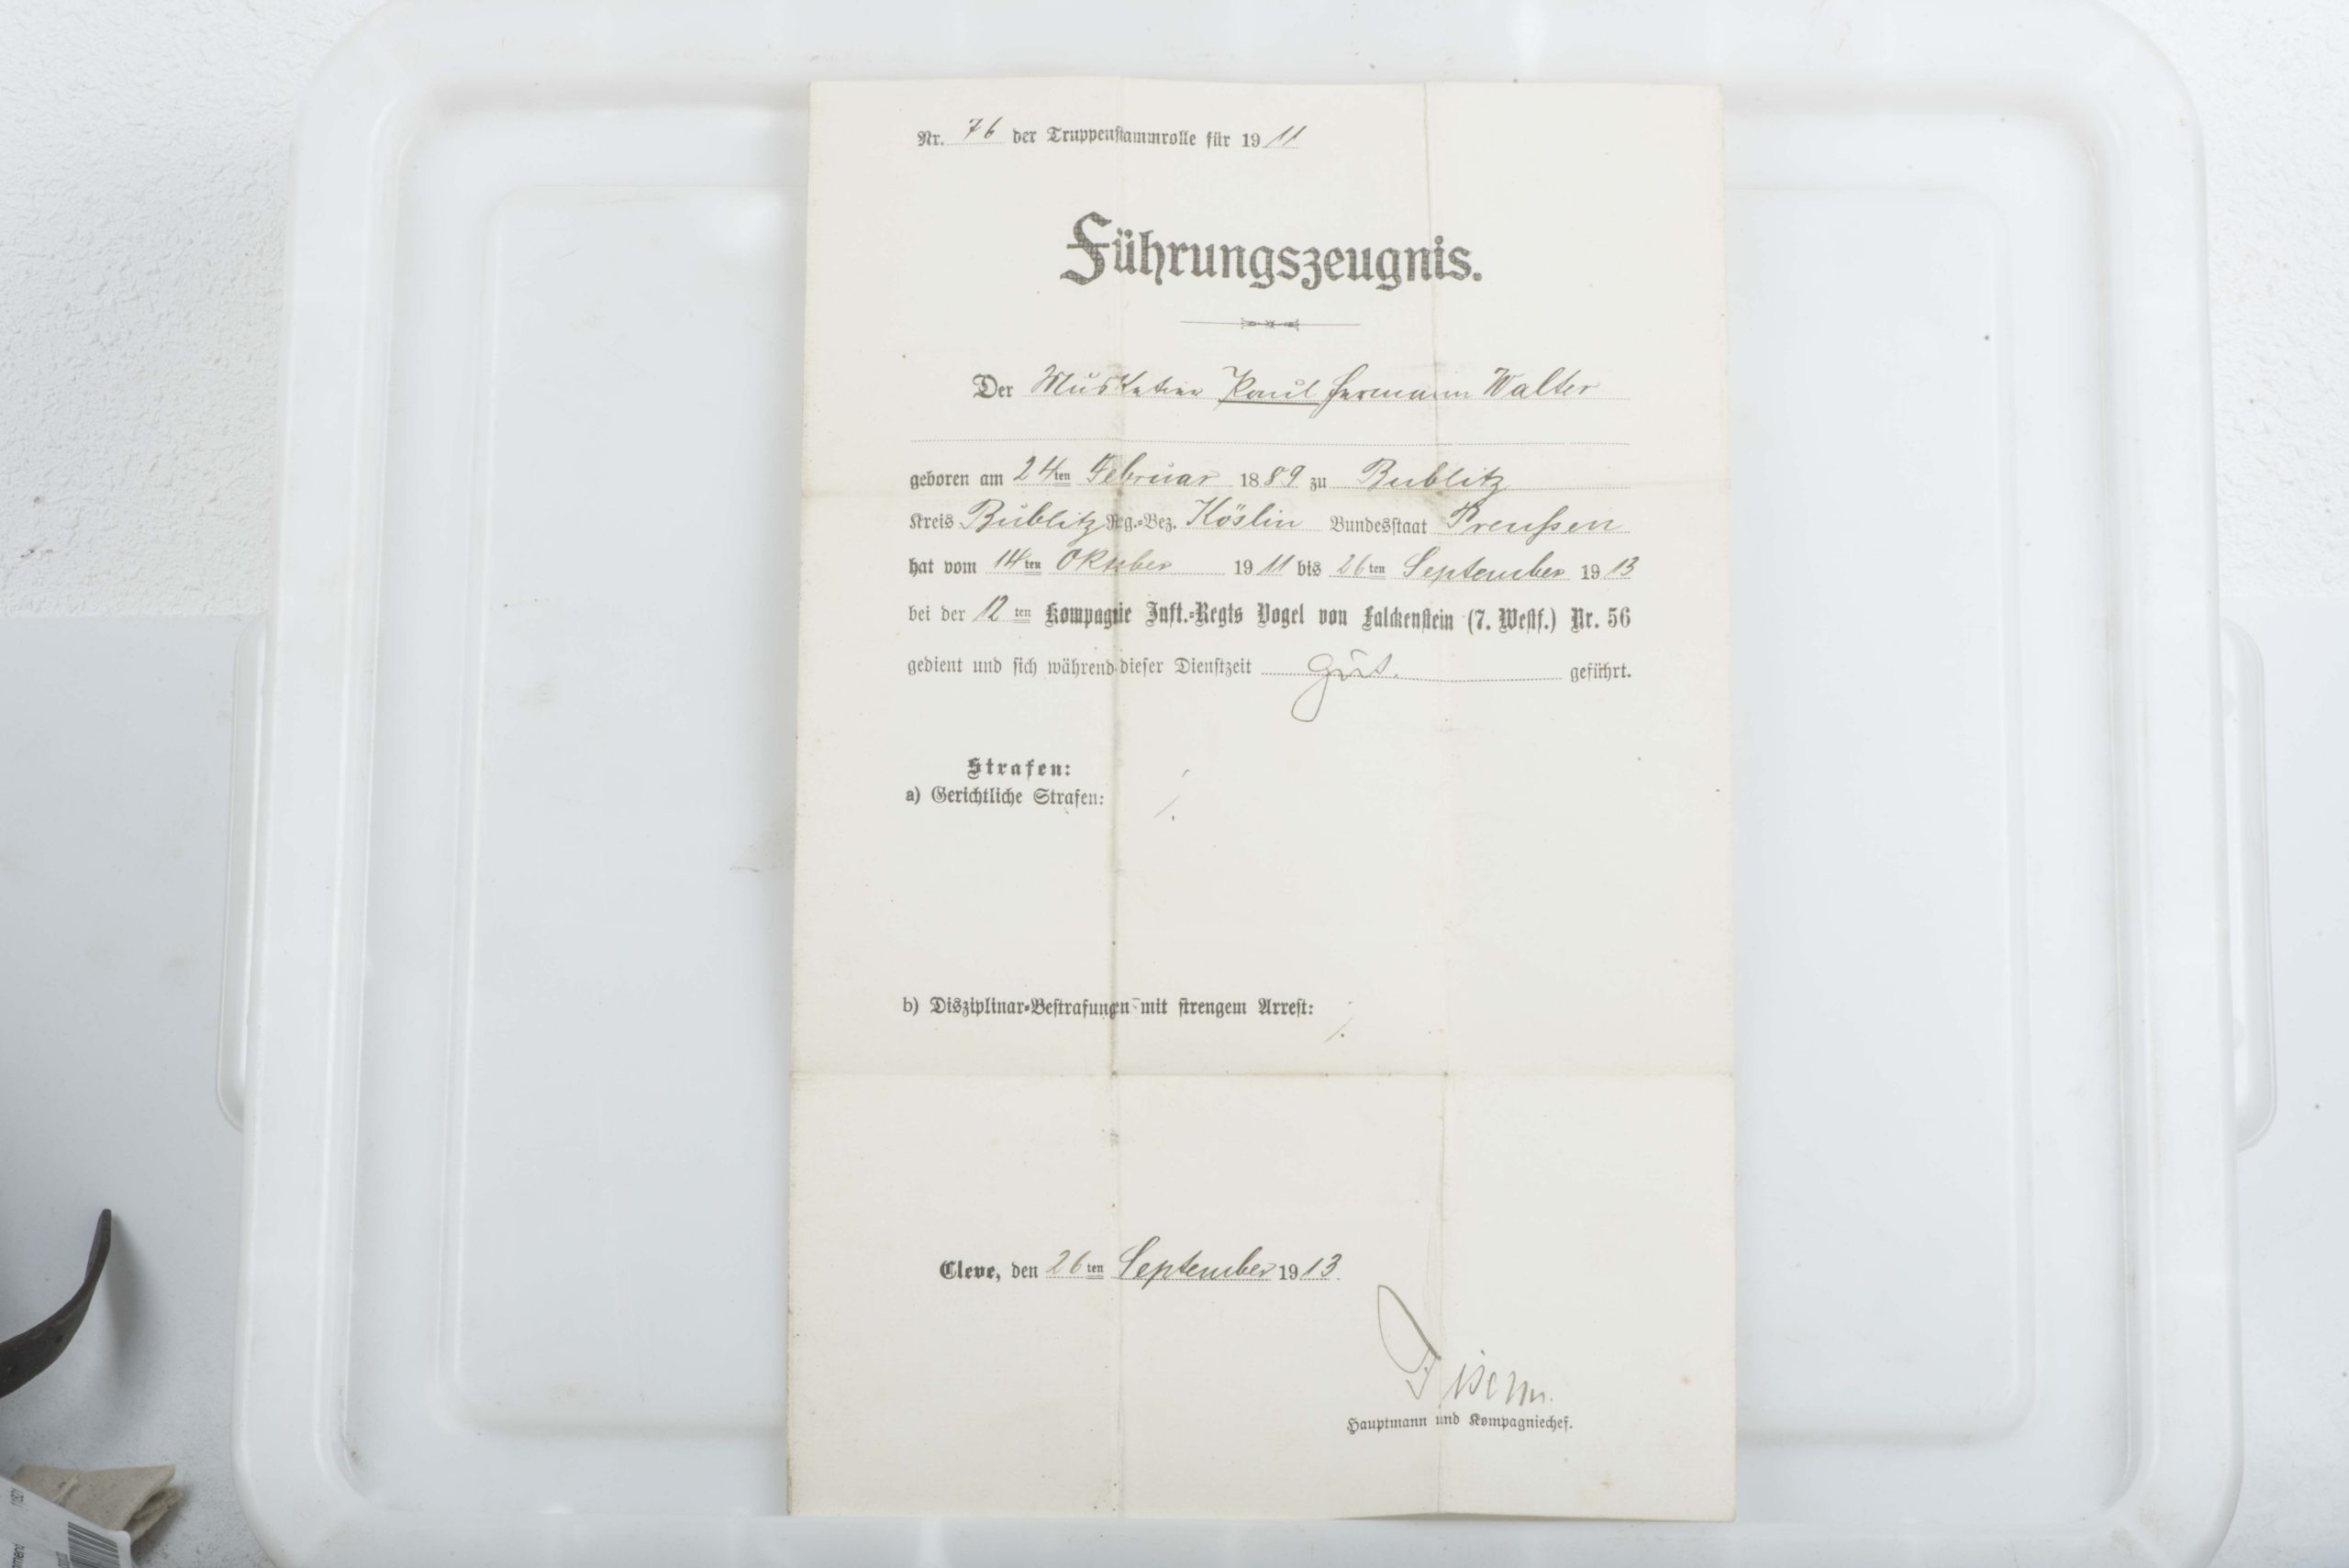 Nr. 76 der Truppenstammrolle für 1911
Führungszeugnis.
Der Musketier Paul Hermann Walter
geboren am 24ten Februar 1889 zu Bublitz
Kreis Bublitz Reg.-Bez. Köslin Bundesstaat Preußen
hat vom 14ten Oktober 1911 bis 26ten September 1913
bei der 12ten Kompagnie Inft.-Regts Vogel von Falckenstein (7. Westf.) Nr. 56
gedient und sich während dieser Dienstzeit gut. geführt.
Strafen:
a) Gerichtliche Strafen: ./.
b) Disziplinar-Bestrafungen mit strengem Arrest: ./.
Cleve, den 26ten September 1913.
Hauptmann und Kompagniechef.